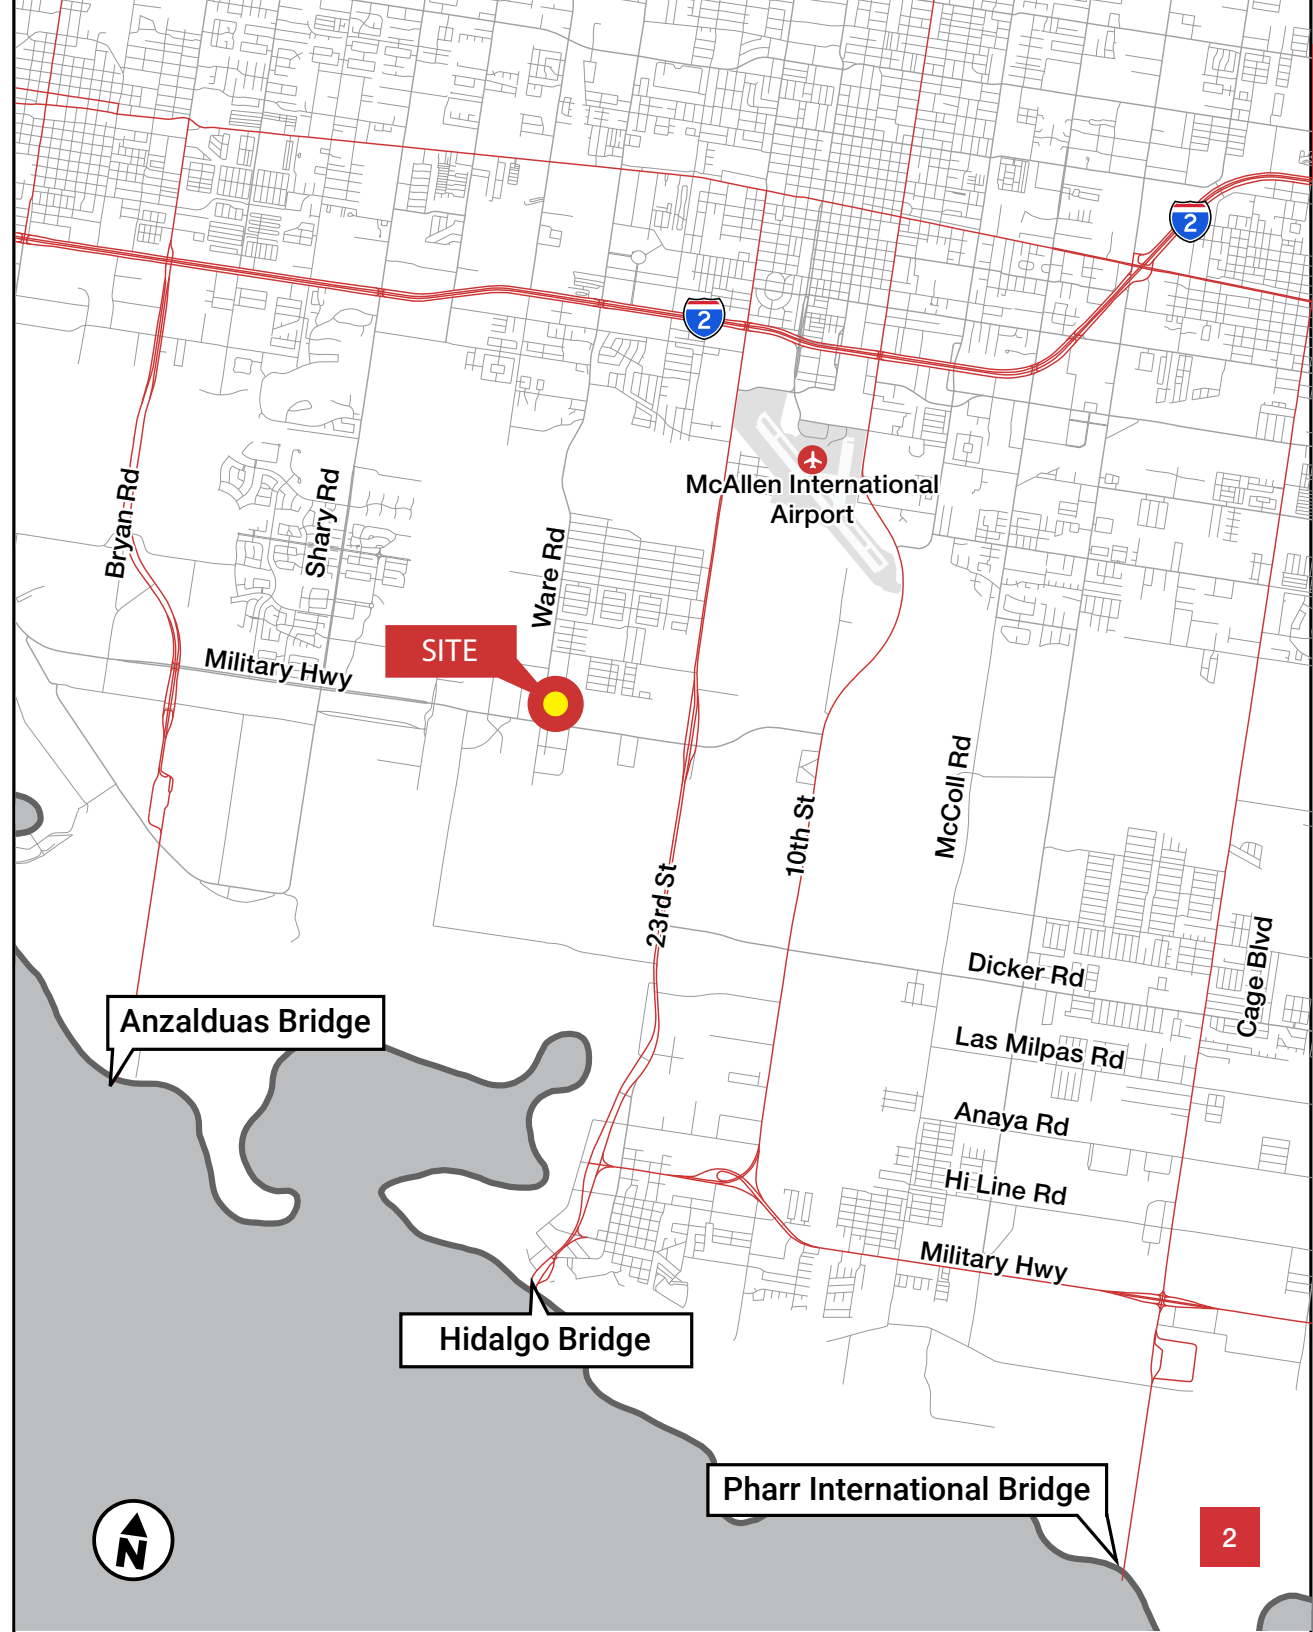 2
2
McAllen International
Airport
Bryan Rd
Shary Rd
Ware Rd
SITE
Military Hwy
McColl Rd
10th St
23rd St
Dicker Rd
Cage Blvd
Anzalduas Bridge
Las Milpas Rd
Anaya Rd
Hi Line Rd
Military Hwy
Hidalgo Bridge
Pharr International Bridge
N
2